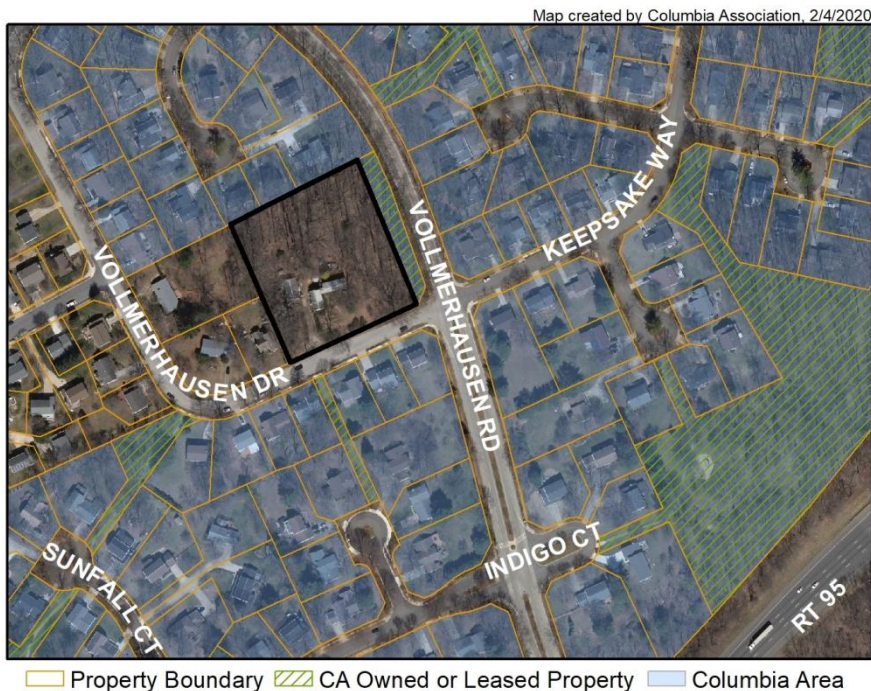 Map created by Columbia Association, 2/4/2020
KEEPSAKE WAY
VOLLMERHAUSEN RD
VOLLMERHAUSEN DR
INDIGO CT
SUNFALL CT
RT 95
Property Boundary CA Owned or Leased Property Columbia Area